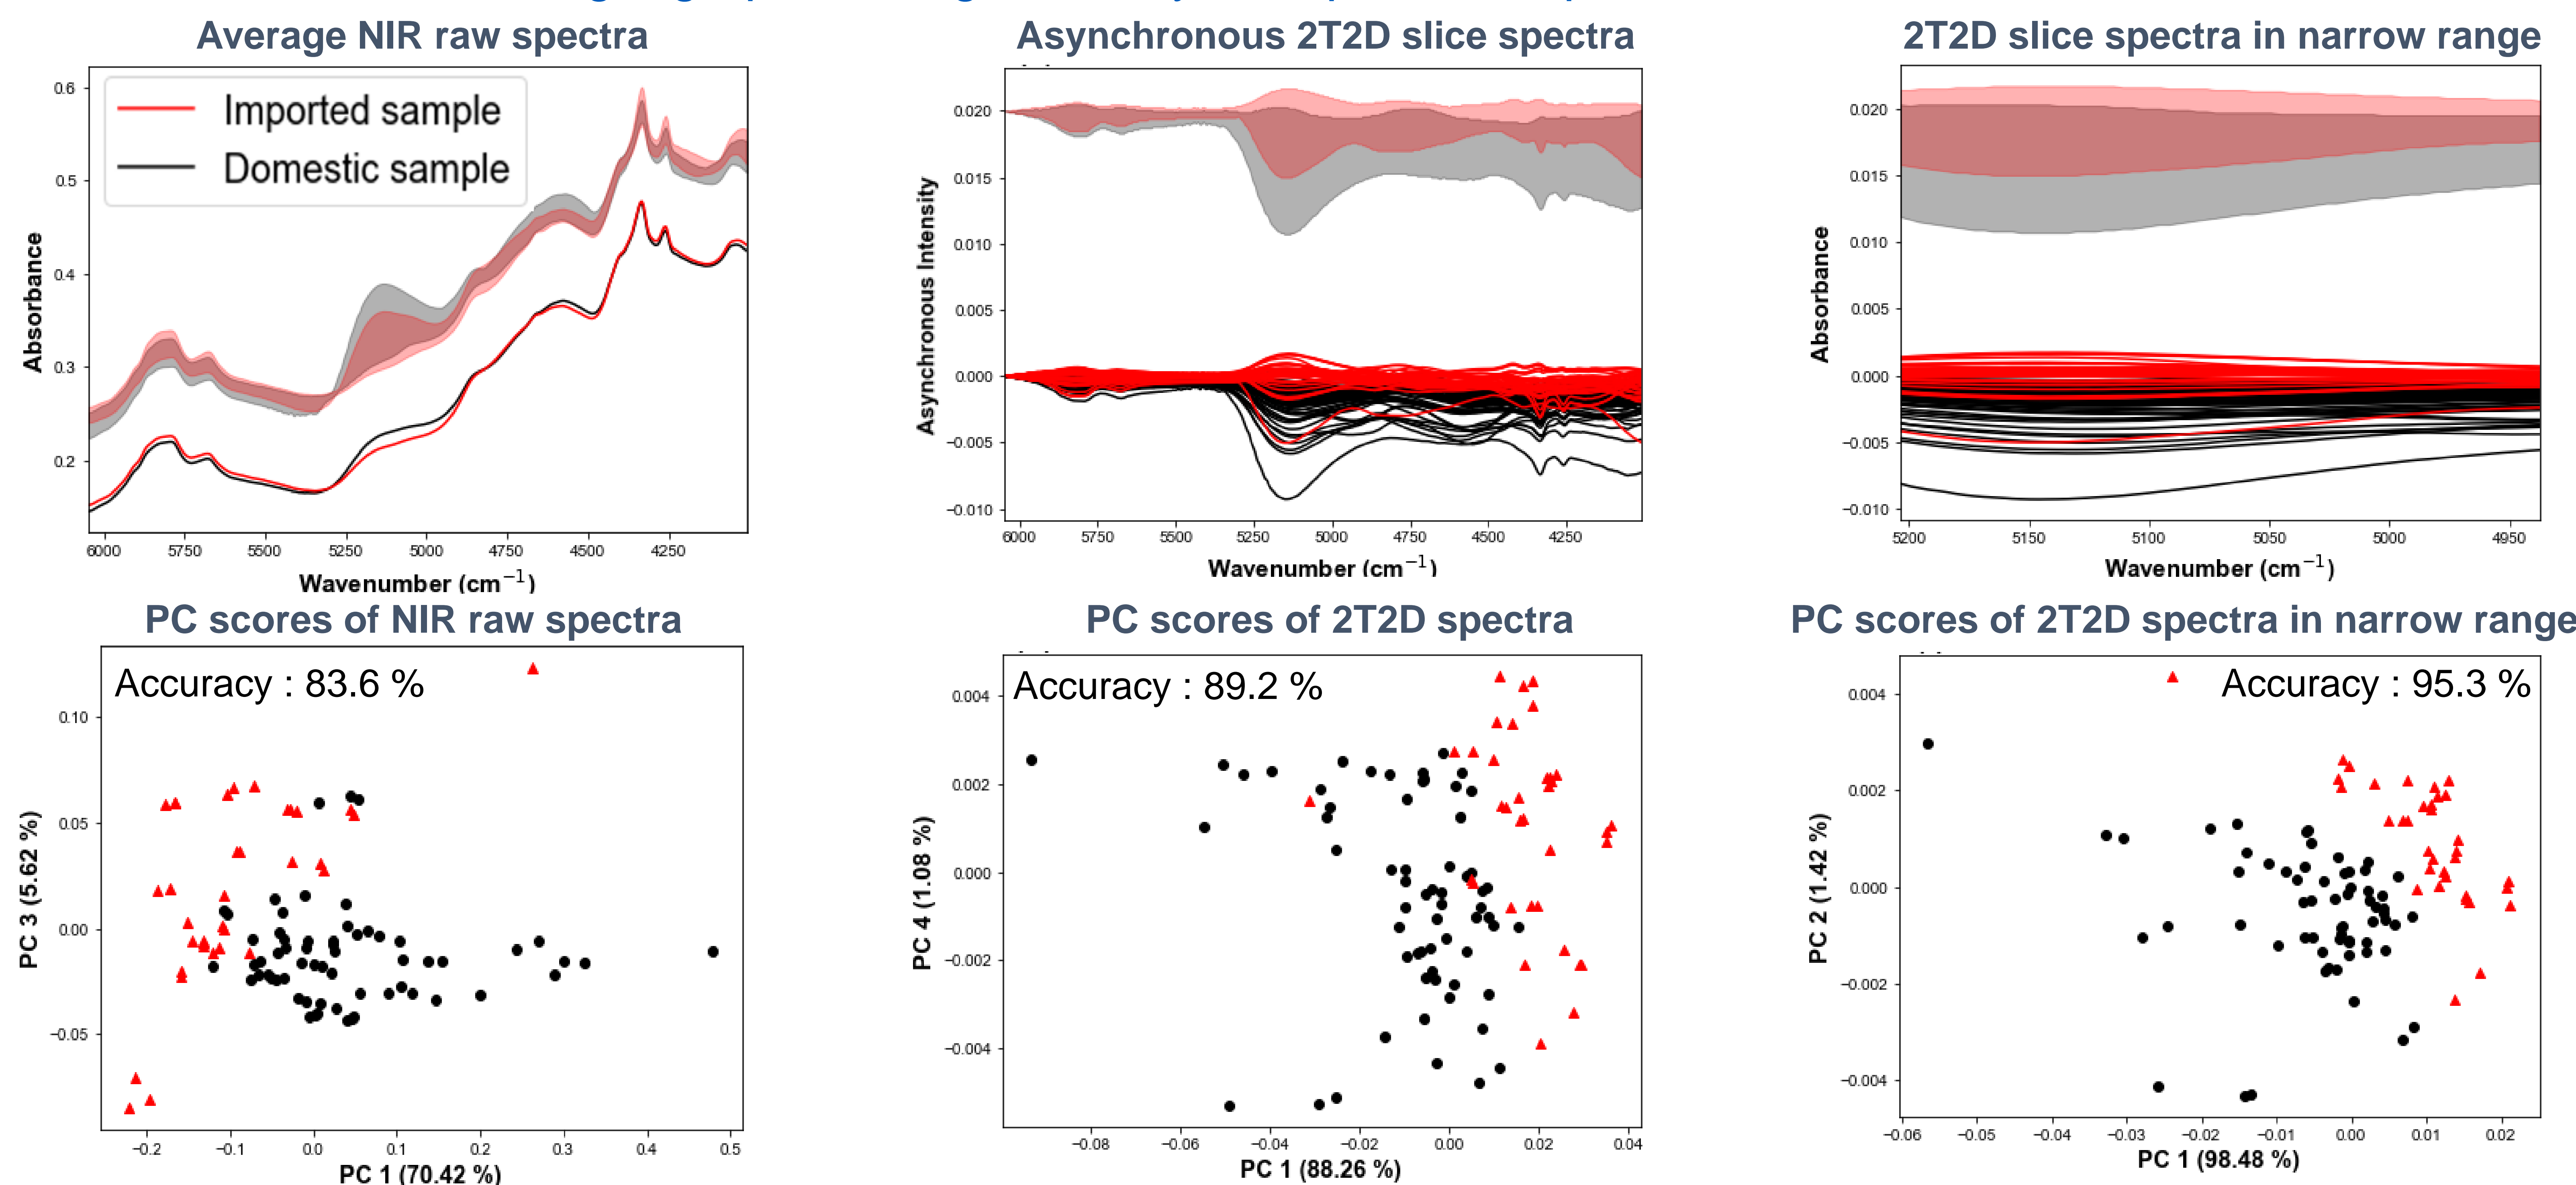 Average NIR raw spectra
Asynchronous 2T2D slice spectra
2T2D slice spectra in narrow range
Imported sample
Domestic sample
Absorbance
0.6
0.5
0.4
0.3
0.2
6000 5750 5500 5250 5000 4750 4500 4250
Wavenumber (cm⁻¹)
Asynchronous Intensity
0.020
0.015
0.010
0.005
0.000
−0.005
−0.010
6000 5750 5500 5250 5000 4750 4500 4250
Wavenumber (cm⁻¹)
Absorbance
0.020
0.015
0.010
0.005
0.000
−0.005
−0.010
5200 5150 5100 5050 5000 4950
Wavenumber (cm⁻¹)
PC scores of NIR raw spectra
PC scores of 2T2D spectra
PC scores of 2T2D spectra in narrow range
Accuracy : 83.6 %
PC 3 (5.62 %)
0.10
0.05
0.00
−0.05
−0.2 −0.1 0.0 0.1 0.2 0.3 0.4 0.5
PC 1 (70.42 %)
Accuracy : 89.2 %
PC 4 (1.08 %)
0.004
0.002
0.000
−0.002
−0.004
−0.08 −0.06 −0.04 −0.02 0.00 0.02 0.04
PC 1 (88.26 %)
Accuracy : 95.3 %
PC 2 (1.42 %)
0.004
0.002
0.000
−0.002
−0.004
−0.06 −0.05 −0.04 −0.03 −0.02 −0.01 0.00 0.01 0.02
PC 1 (98.48 %)